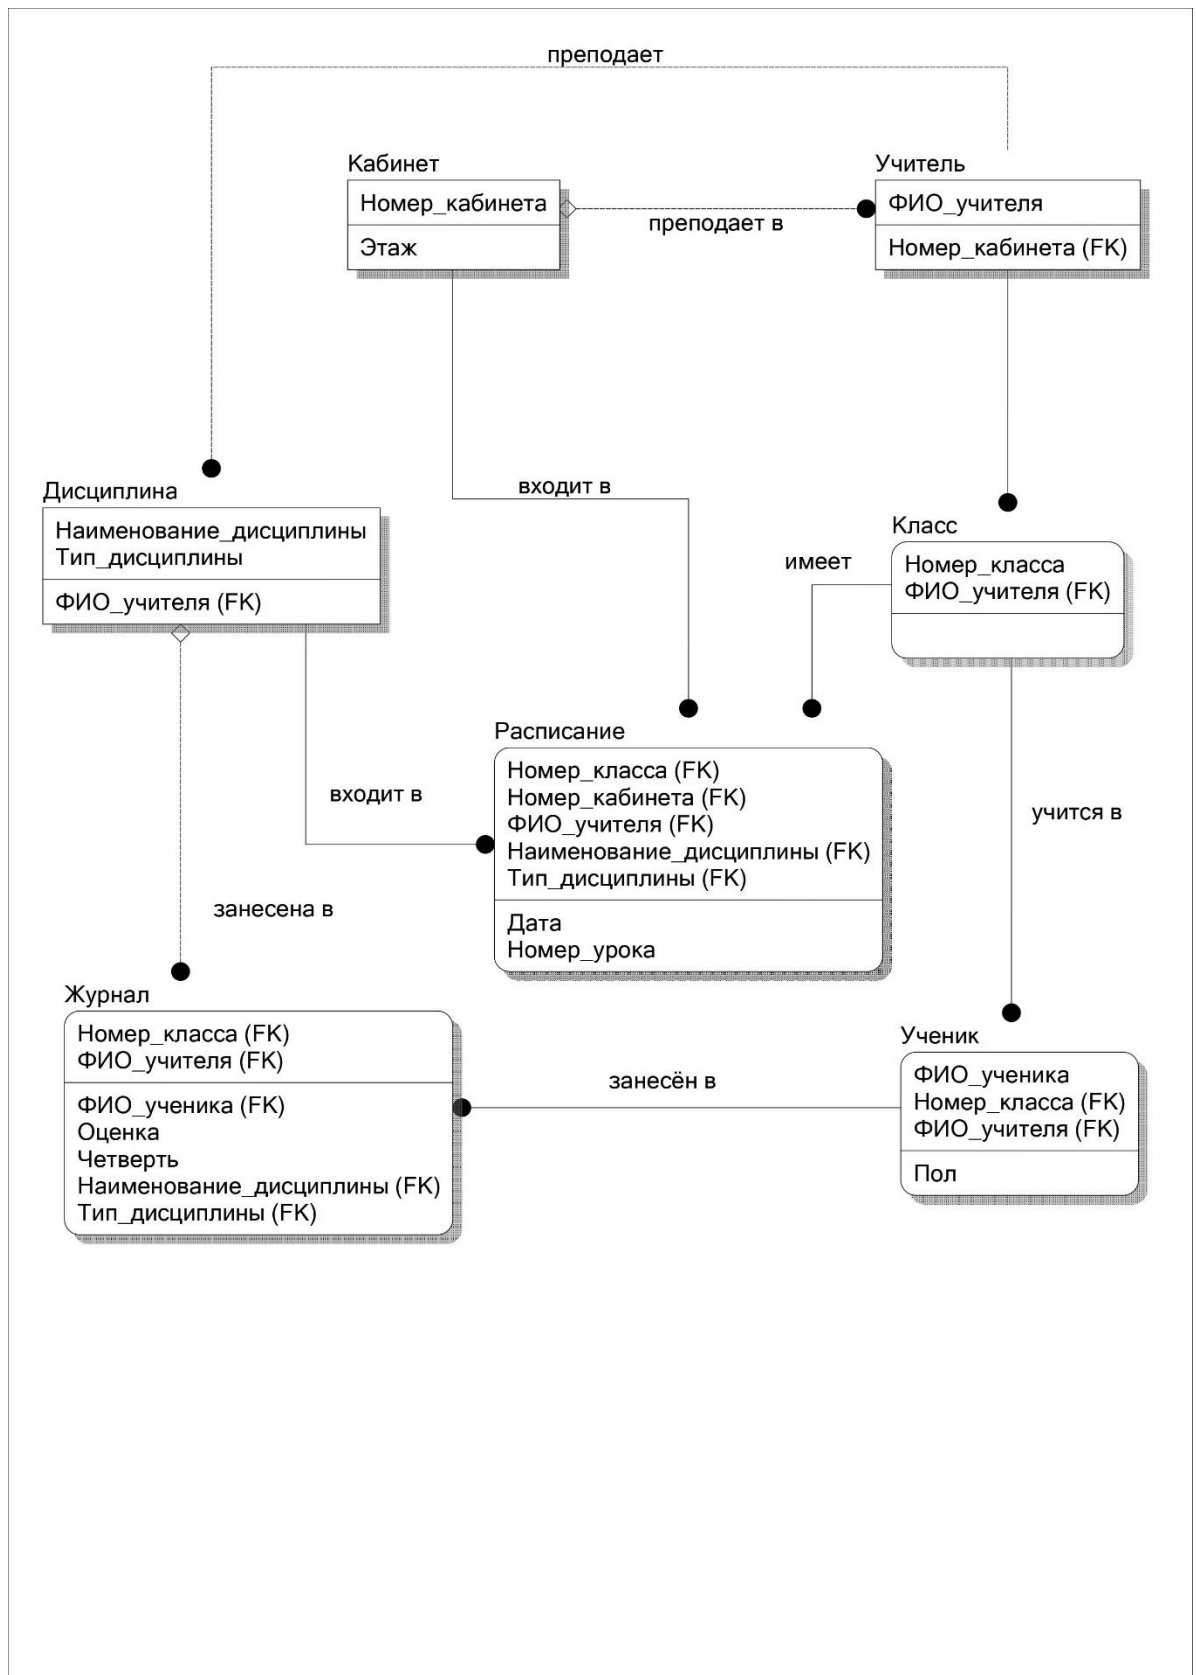 преподает
Кабинет
Номер_кабинета
Этаж
преподает в
Учитель
ФИО_учителя
Номер_кабинета (FK)
Дисциплина
Наименование_дисциплины
Тип_дисциплины
ФИО_учителя (FK)
входит в
имеет
Класс
Номер_класса
ФИО_учителя (FK)
Расписание
Номер_класса (FK)
Номер_кабинета (FK)
ФИО_учителя (FK)
Наименование_дисциплины (FK)
Тип_дисциплины (FK)
Дата
Номер_урока
входит в
учится в
занесена в
Журнал
Номер_класса (FK)
ФИО_учителя (FK)
ФИО_ученика (FK)
Оценка
Четверть
Наименование_дисциплины (FK)
Тип_дисциплины (FK)
занесён в
Ученик
ФИО_ученика
Номер_класса (FK)
ФИО_учителя (FK)
Пол